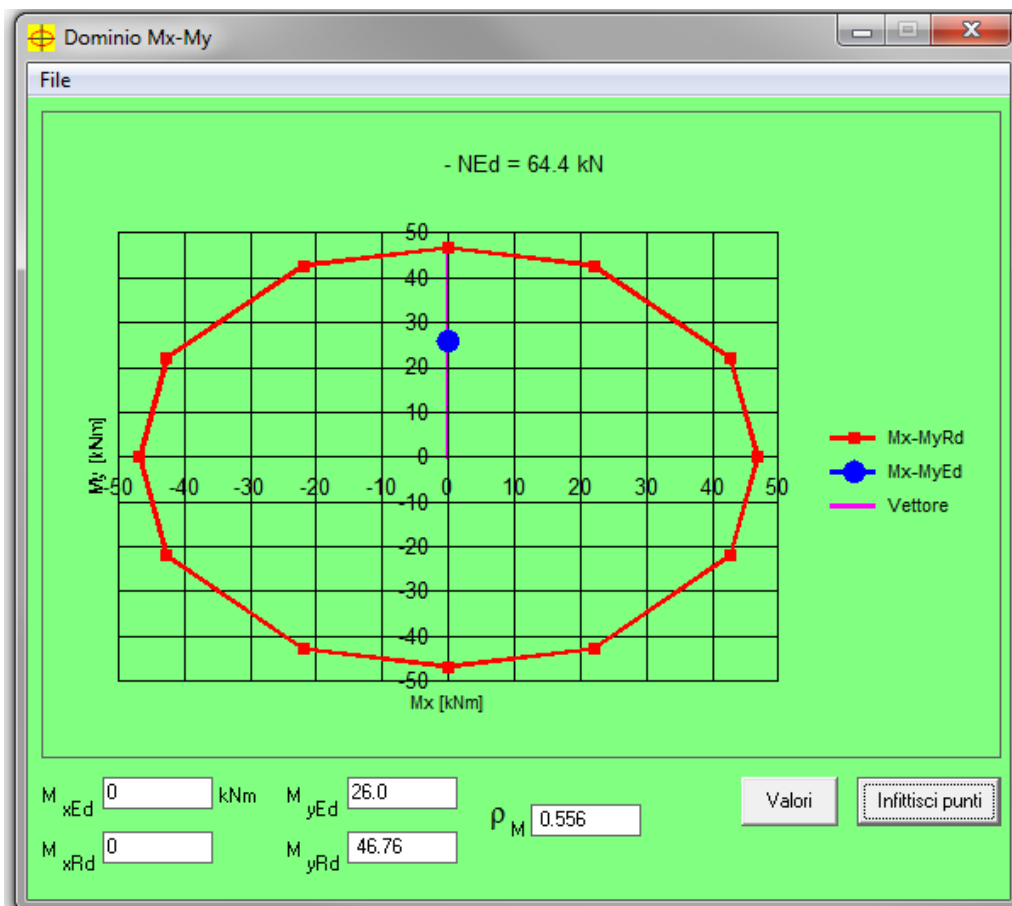 Dominio Mx-My
File
- NEd = 64.4 kN
50
40
30
20
10
0
-10
-20
-30
-40
-50
-50 -40 -30 -20 -10 0 10 20 30 40 50
My [kNm]
Mx [kNm]
Mx-MyRd
Mx-MyEd
Vettore
M xEd 0 kNm M yEd 26.0
M xRd 0 M yRd 46.76
ρ M 0.556
Valori
Infittisci punti